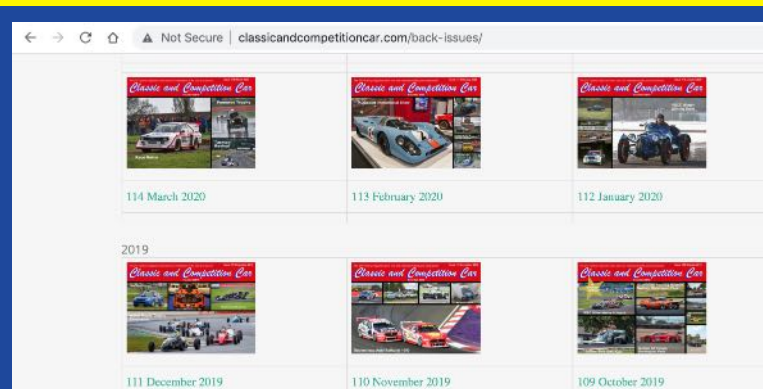 Not Secure | classicandcompetitioncar.com/back-issues/
Classic and Competition Car
Classic and Competition Car
Classic and Competition Car
114 March 2020
113 February 2020
112 January 2020
2019
Classic and Competition Car
Classic and Competition Car
Classic and Competition Car
111 December 2019
110 November 2019
109 October 2019